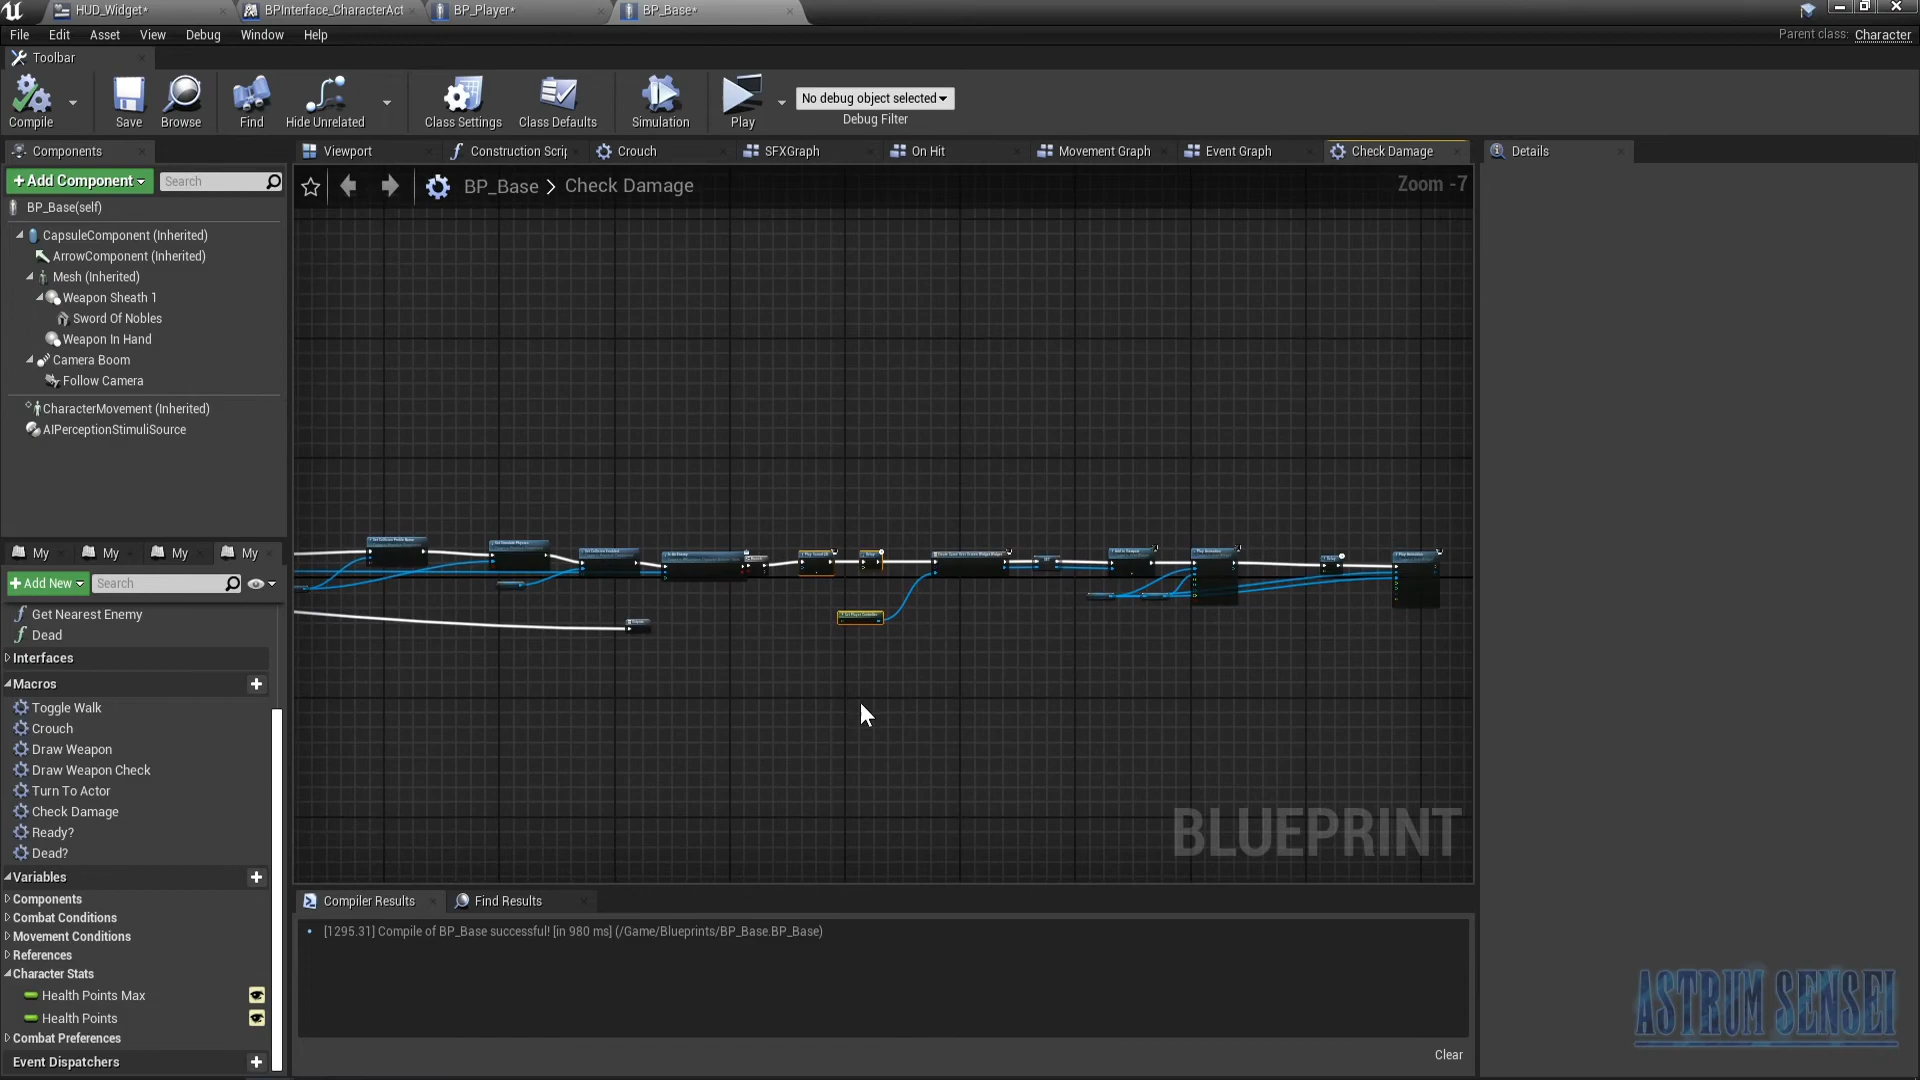 HUD_Widget*
BPInterface_CharacterAct
BP_Player*
BP_Base*
File Edit Asset View Debug Window Help
Parent class: Character
Toolbar
Compile
Save
Browse
Find
Hide Unrelated
Class Settings
Class Defaults
Simulation
Play
No debug object selected
Debug Filter
Components
Viewport
Construction Scrip
Crouch
SFXGraph
On Hit
Movement Graph
Event Graph
Check Damage
Details
+Add Component
Search
BP_Base > Check Damage
Zoom -7
BP_Base(self)
CapsuleComponent (Inherited)
ArrowComponent (Inherited)
Mesh (Inherited)
Weapon Sheath 1
Sword Of Nobles
Weapon In Hand
Camera Boom
Follow Camera
CharacterMovement (Inherited)
AIPerceptionStimuliSource
My
My
My
My
+Add New
Search
Get Nearest Enemy
Dead
Interfaces
Macros
Toggle Walk
Crouch
Draw Weapon
Draw Weapon Check
Turn To Actor
Check Damage
Ready?
Dead?
Variables
Components
Combat Conditions
Movement Conditions
References
Character Stats
Health Points Max
Health Points
Combat Preferences
Event Dispatchers
BLUEPRINT
Compiler Results
Find Results
[1295.31] Compile of BP_Base successful! [in 980 ms] (/Game/Blueprints/BP_Base.BP_Base)
Clear
ASTRUM SENSEI